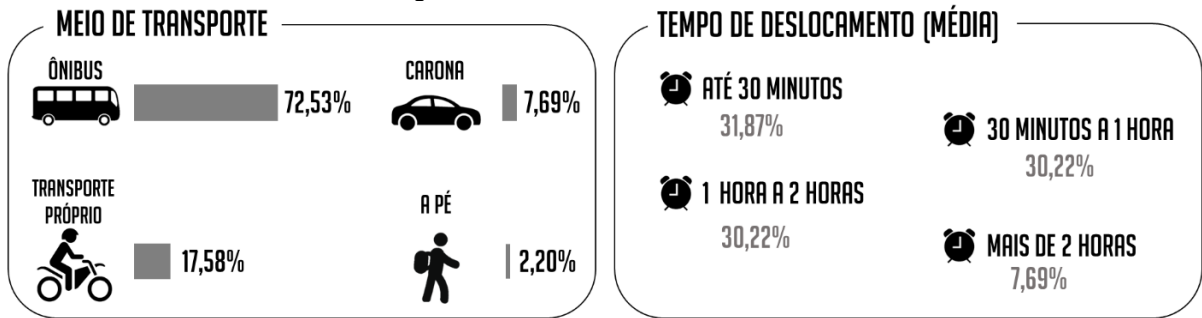 MEIO DE TRANSPORTE
ÔNIBUS
72,53%
CARONA
7,69%
TRANSPORTE
PRÓPRIO
17,58%
A PÉ
2,20%
TEMPO DE DESLOCAMENTO (MÉDIA)
ATÉ 30 MINUTOS
31,87%
30 MINUTOS A 1 HORA
30,22%
1 HORA A 2 HORAS
30,22%
MAIS DE 2 HORAS
7,69%